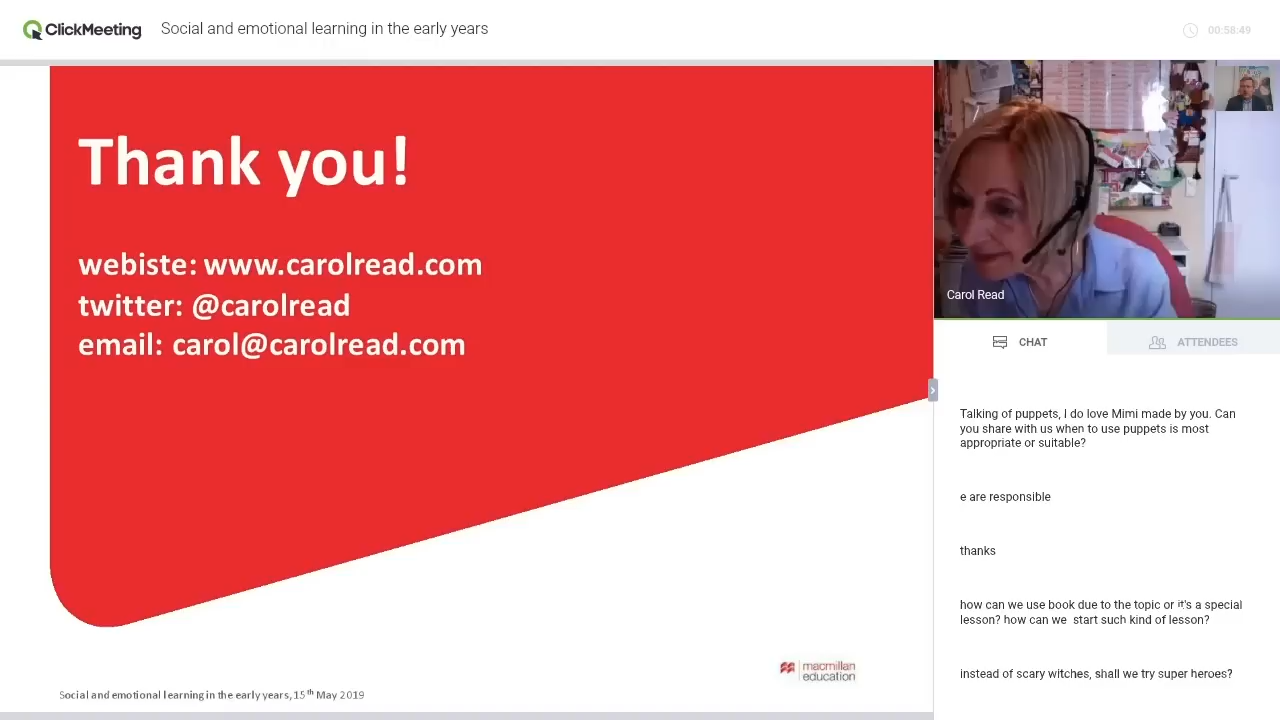 ClickMeeting
Social and emotional learning in the early years
00:58:49
Thank you!
webiste: www.carolread.com
twitter: @carolread
email: carol@carolread.com
macmillan
education
Social and emotional learning in the early years, 15th May 2019
Carol Read
CHAT
ATTENDEES
Talking of puppets, I do love Mimi made by you. Can
you share with us when to use puppets is most
appropriate or suitable?
e are responsible
thanks
how can we use book due to the topic or it's a special
lesson? how can we  start such kind of lesson?
instead of scary witches, shall we try super heroes?